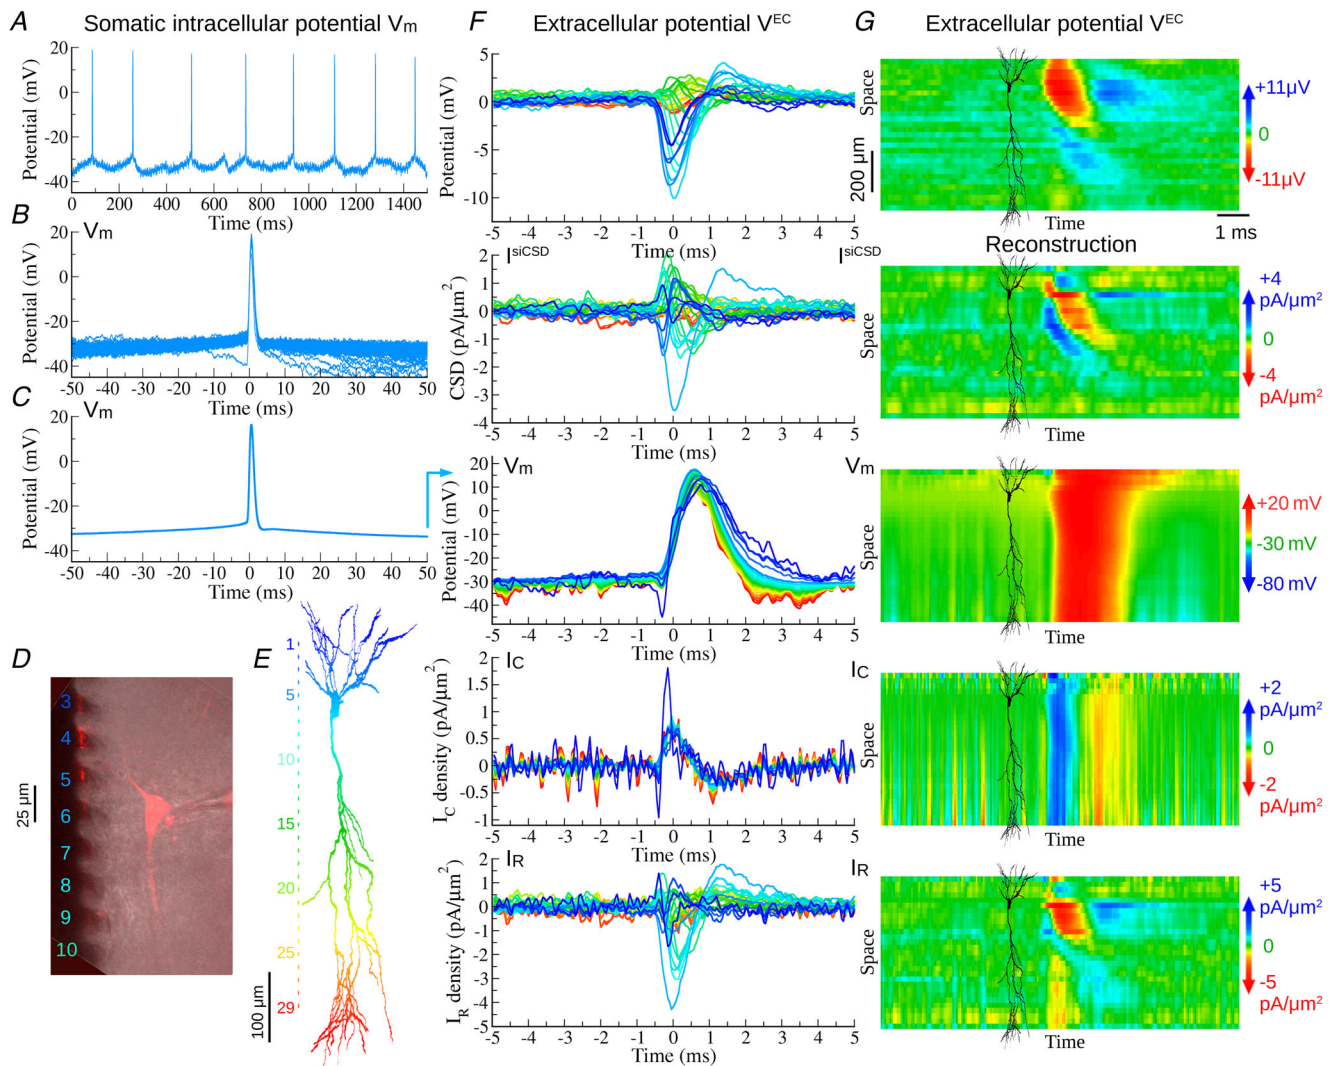 A Somatic intracellular potential Vm
Potential (mV)
20
0
-20
-40
0 200 400 600 800 1000 1200 1400
Time (ms)
B Vm
Potential (mV)
20
0
-20
-40
-50 -40 -30 -20 -10 0 10 20 30 40 50
Time (ms)
C Vm
Potential (mV)
20
0
-20
-40
-50 -40 -30 -20 -10 0 10 20 30 40 50
Time (ms)
D
25 µm
3
4
5
6
7
8
9
10
E
1
5
10
15
20
25
29
100 µm
F Extracellular potential VEC
Potential (mV)
5
0
-5
-10
-5 -4 -3 -2 -1 0 1 2 3 4 5
Time (ms)
IsiCSD
CSD (pA/µm2)
2
1
0
-1
-2
-3
-4
-5 -4 -3 -2 -1 0 1 2 3 4 5
Time (ms)
Vm
Potential (mV)
20
10
0
-10
-20
-30
-40
-5 -4 -3 -2 -1 0 1 2 3 4 5
Time (ms)
IC
IC density (pA/µm2)
2
1.5
1
0.5
0
-0.5
-1
-5 -4 -3 -2 -1 0 1 2 3 4 5
Time (ms)
IR
IR density (pA/µm2)
2
1
0
-1
-2
-3
-4
-5
-5 -4 -3 -2 -1 0 1 2 3 4 5
Time (ms)
G Extracellular potential VEC
Space
200 µm
+11µV
0
-11µV
Time
1 ms
Reconstruction
IsiCSD
Space
+4
pA/µm2
0
-4
pA/µm2
Time
Vm
Space
+20 mV
-30 mV
-80 mV
Time
IC
Space
+2
pA/µm2
0
-2
pA/µm2
Time
IR
Space
+5
pA/µm2
0
-5
pA/µm2
Time